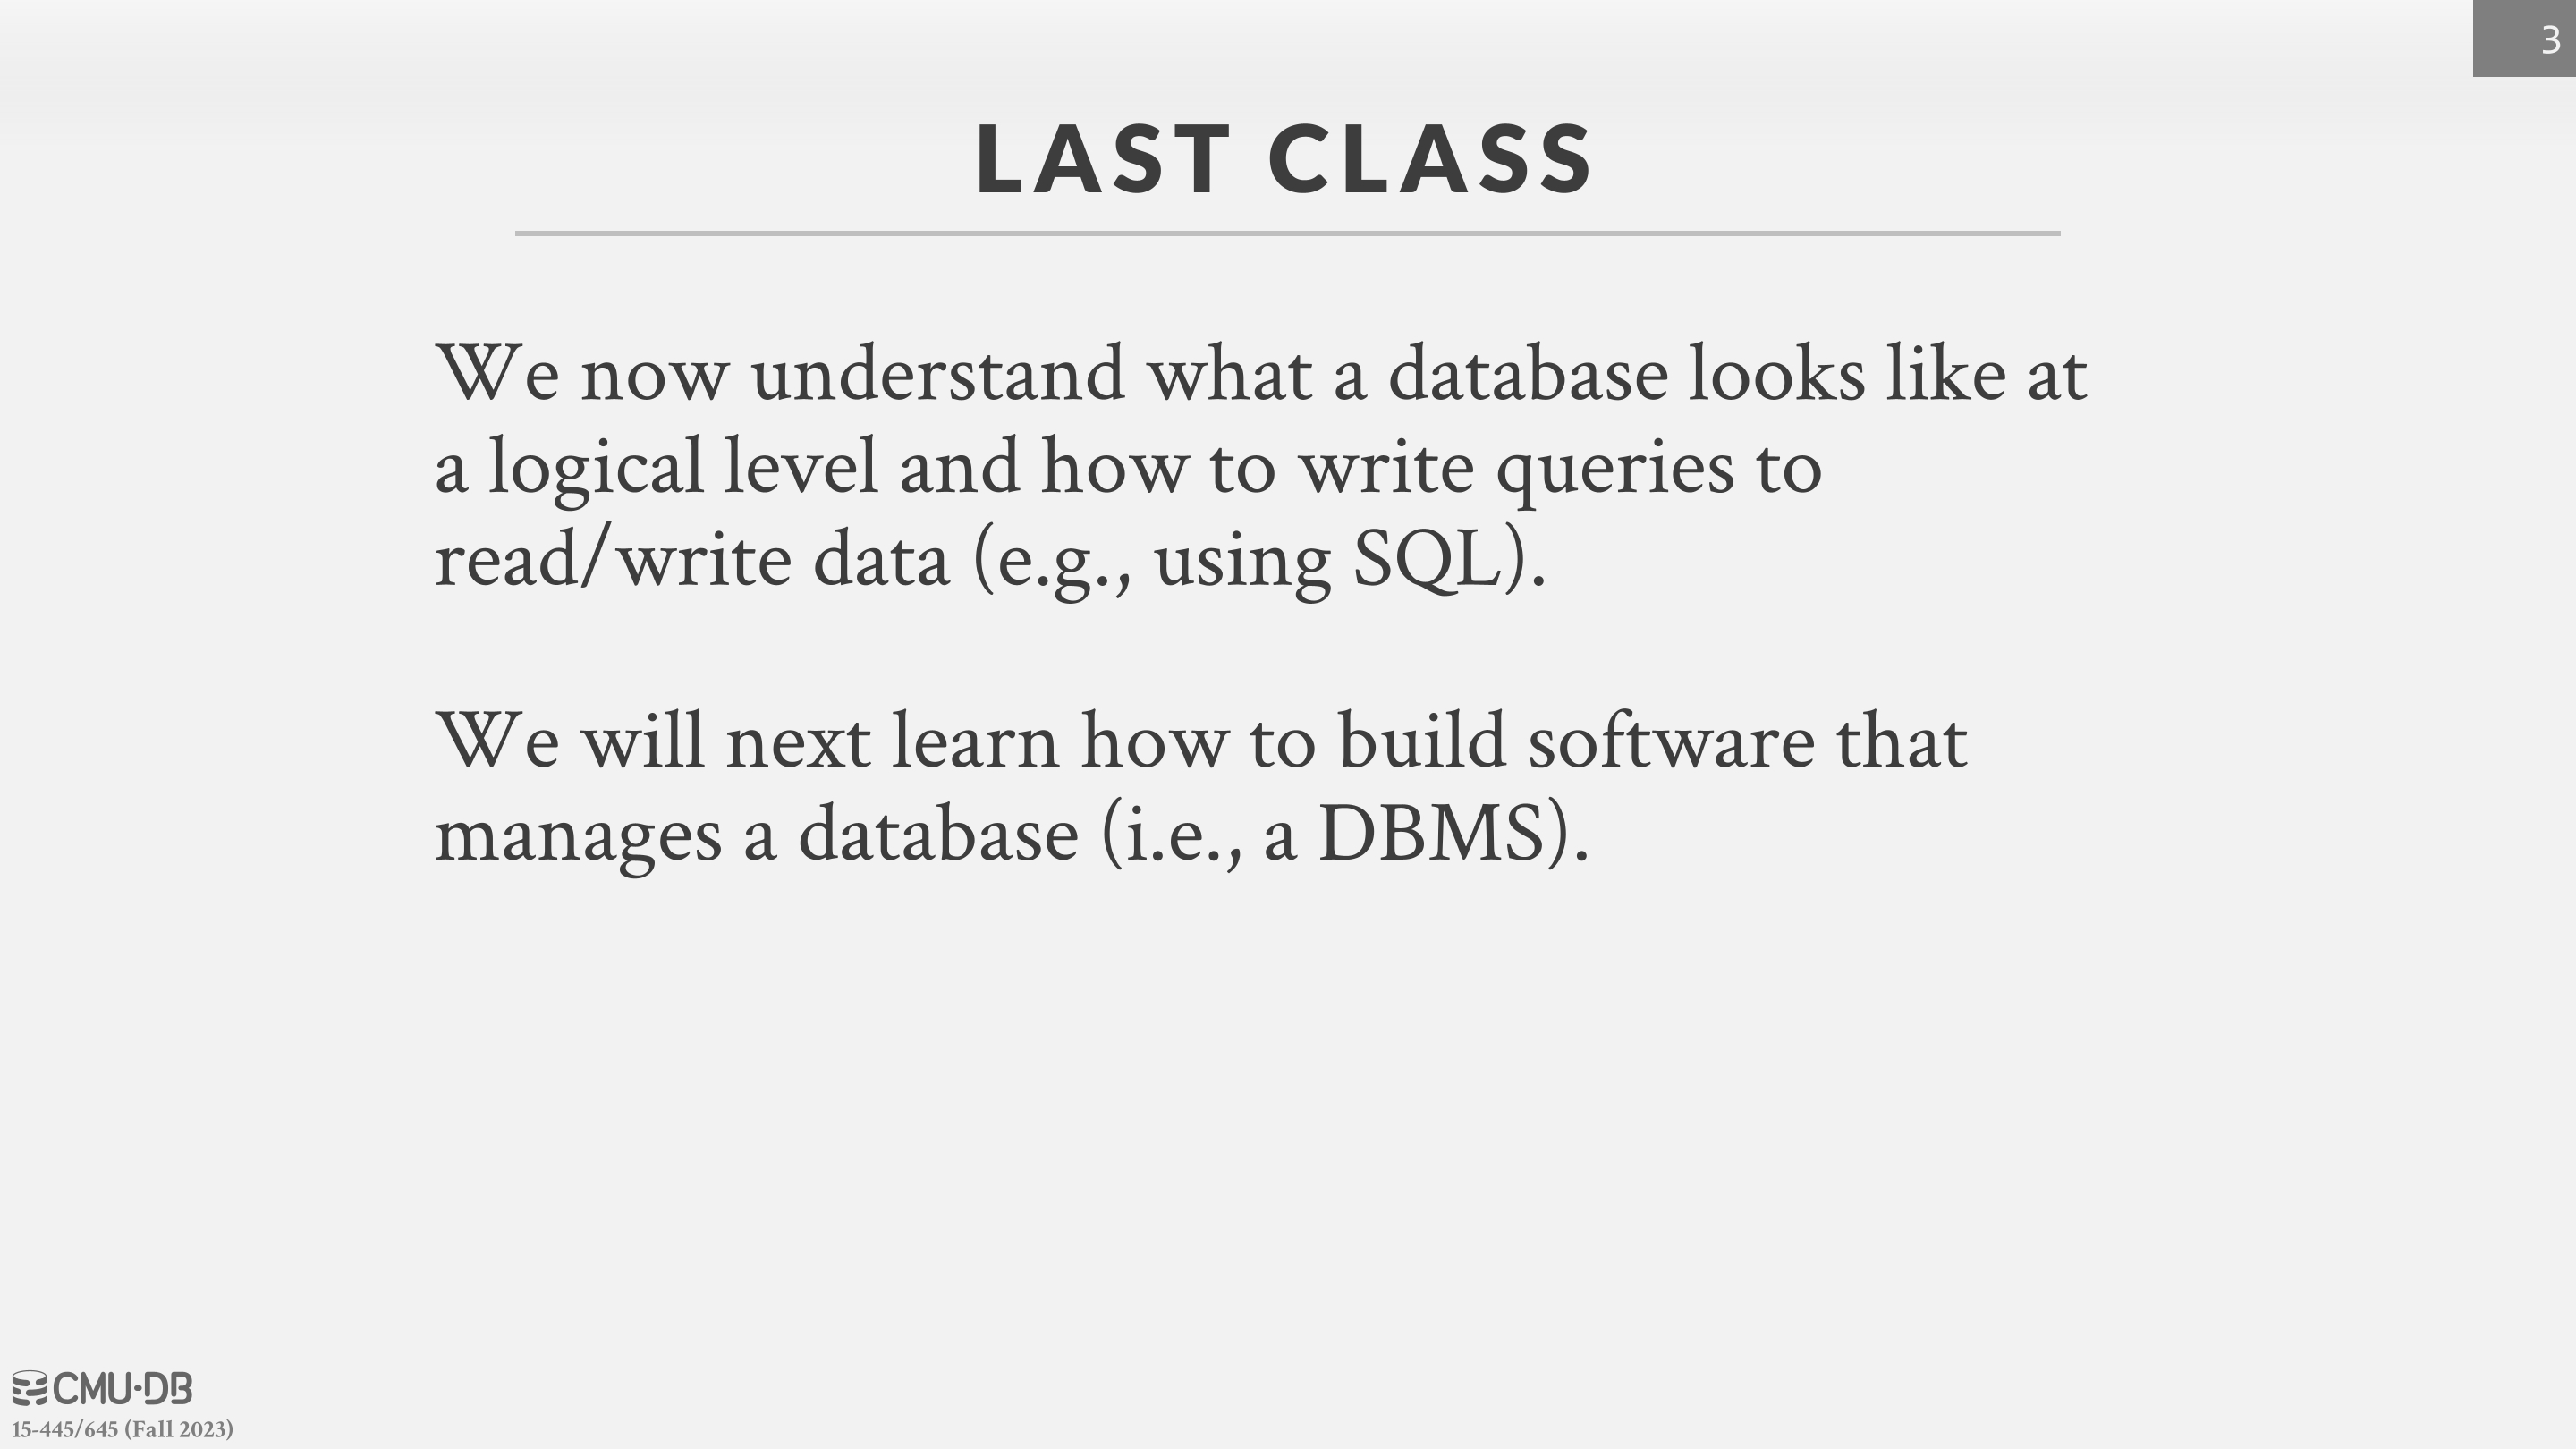 3
LAST CLASS
We now understand what a database looks like at
a logical level and how to write queries to
read/write data (e.g., using SQL).
We will next learn how to build software that
manages a database (i.e., a DBMS).
CMU·DB
15-445/645 (Fall 2023)